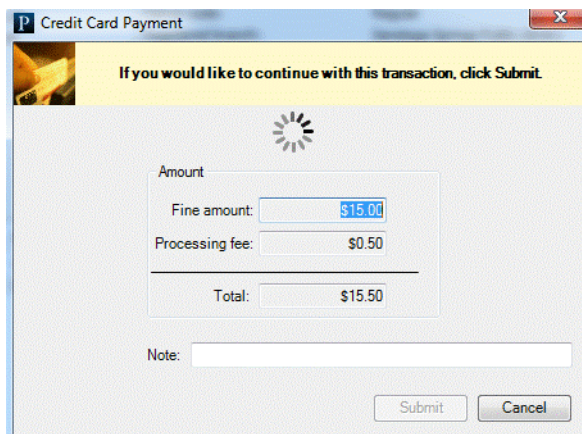 P Credit Card Payment
If you would like to continue with this transaction, click Submit.
Amount
Fine amount: $15.00
Processing fee: $0.50
Total: $15.50
Note:
Submit Cancel